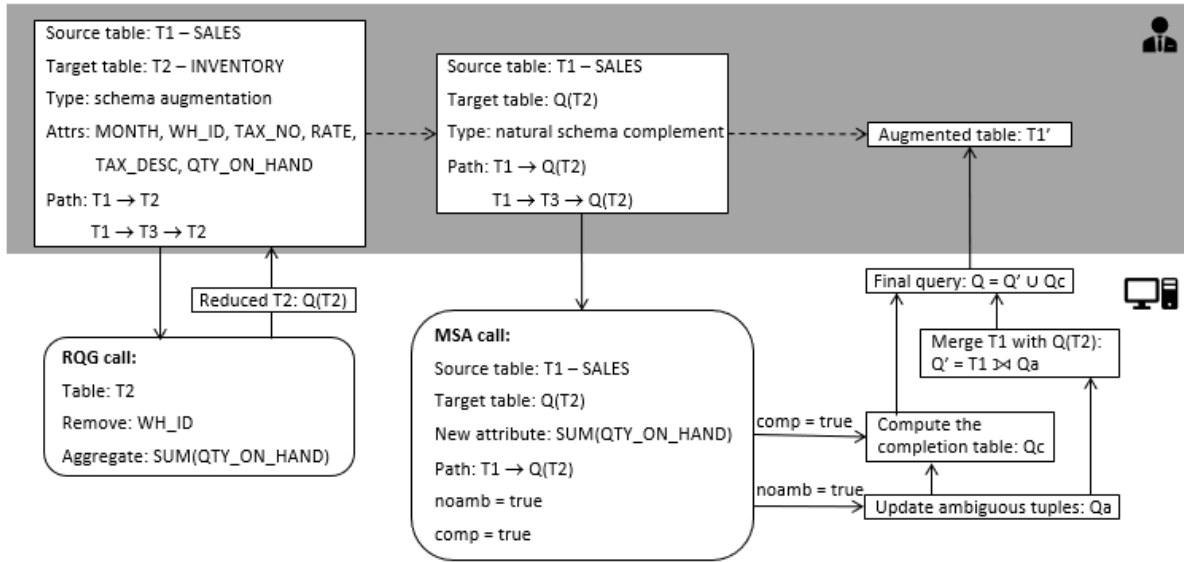 Source table: T1 – SALES
Target table: T2 – INVENTORY
Type: schema augmentation
Attrs: MONTH, WH_ID, TAX_NO, RATE,
TAX_DESC, QTY_ON_HAND
Path: T1 → T2
T1 → T3 → T2
Source table: T1 – SALES
Target table: Q(T2)
Type: natural schema complement
Path: T1 → Q(T2)
T1 → T3 → Q(T2)
Augmented table: T1’
Reduced T2: Q(T2)
RQG call:
Table: T2
Remove: WH_ID
Aggregate: SUM(QTY_ON_HAND)
MSA call:
Source table: T1 – SALES
Target table: Q(T2)
New attribute: SUM(QTY_ON_HAND)
Path: T1 → Q(T2)
noamb = true
comp = true
comp = true
noamb = true
Final query: Q = Q’ ∪ Qc
Merge T1 with Q(T2):
Q’ = T1 ⟕ Qa
Compute the
completion table: Qc
Update ambiguous tuples: Qa